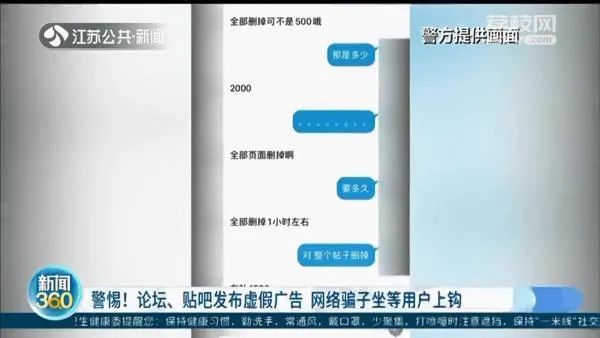 江苏公共·新闻
荔枝网
警方提供画面
全部删掉可不是500哦
那是多少
2000
。。。。。。。。
全部页面删掉啊
要多久
全部删掉1小时左右
对 整个帖子删掉
新闻
360
警惕！论坛、贴吧发布虚假广告 网络骗子坐等用户上钩
卫生健康委提醒您：保持健康习惯，勤洗手，常通风，戴口罩，少聚集，打喷嚏时注意遮挡，保持“一米线”社交